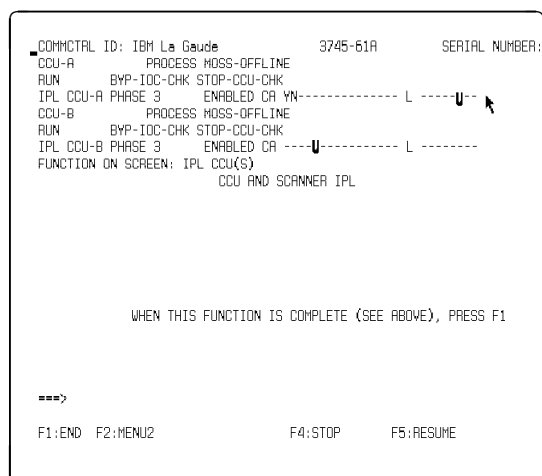 COMMCTRL ID: IBM La Gaude 3745-61A SERIAL NUMBER:
CCU-A PROCESS MOSS-OFFLINE
RUN BYP-IOC-CHK STOP-CCU-CHK
IPL CCU-A PHASE 3 ENABLED CA YN-------------- L -----U--
CCU-B PROCESS MOSS-OFFLINE
RUN BYP-IOC-CHK STOP-CCU-CHK
IPL CCU-B PHASE 3 ENABLED CA ----U----------- L --------
FUNCTION ON SCREEN: IPL CCU(S)
CCU AND SCANNER IPL
WHEN THIS FUNCTION IS COMPLETE (SEE ABOVE), PRESS F1
===>
F1:END F2:MENU2 F4:STOP F5:RESUME